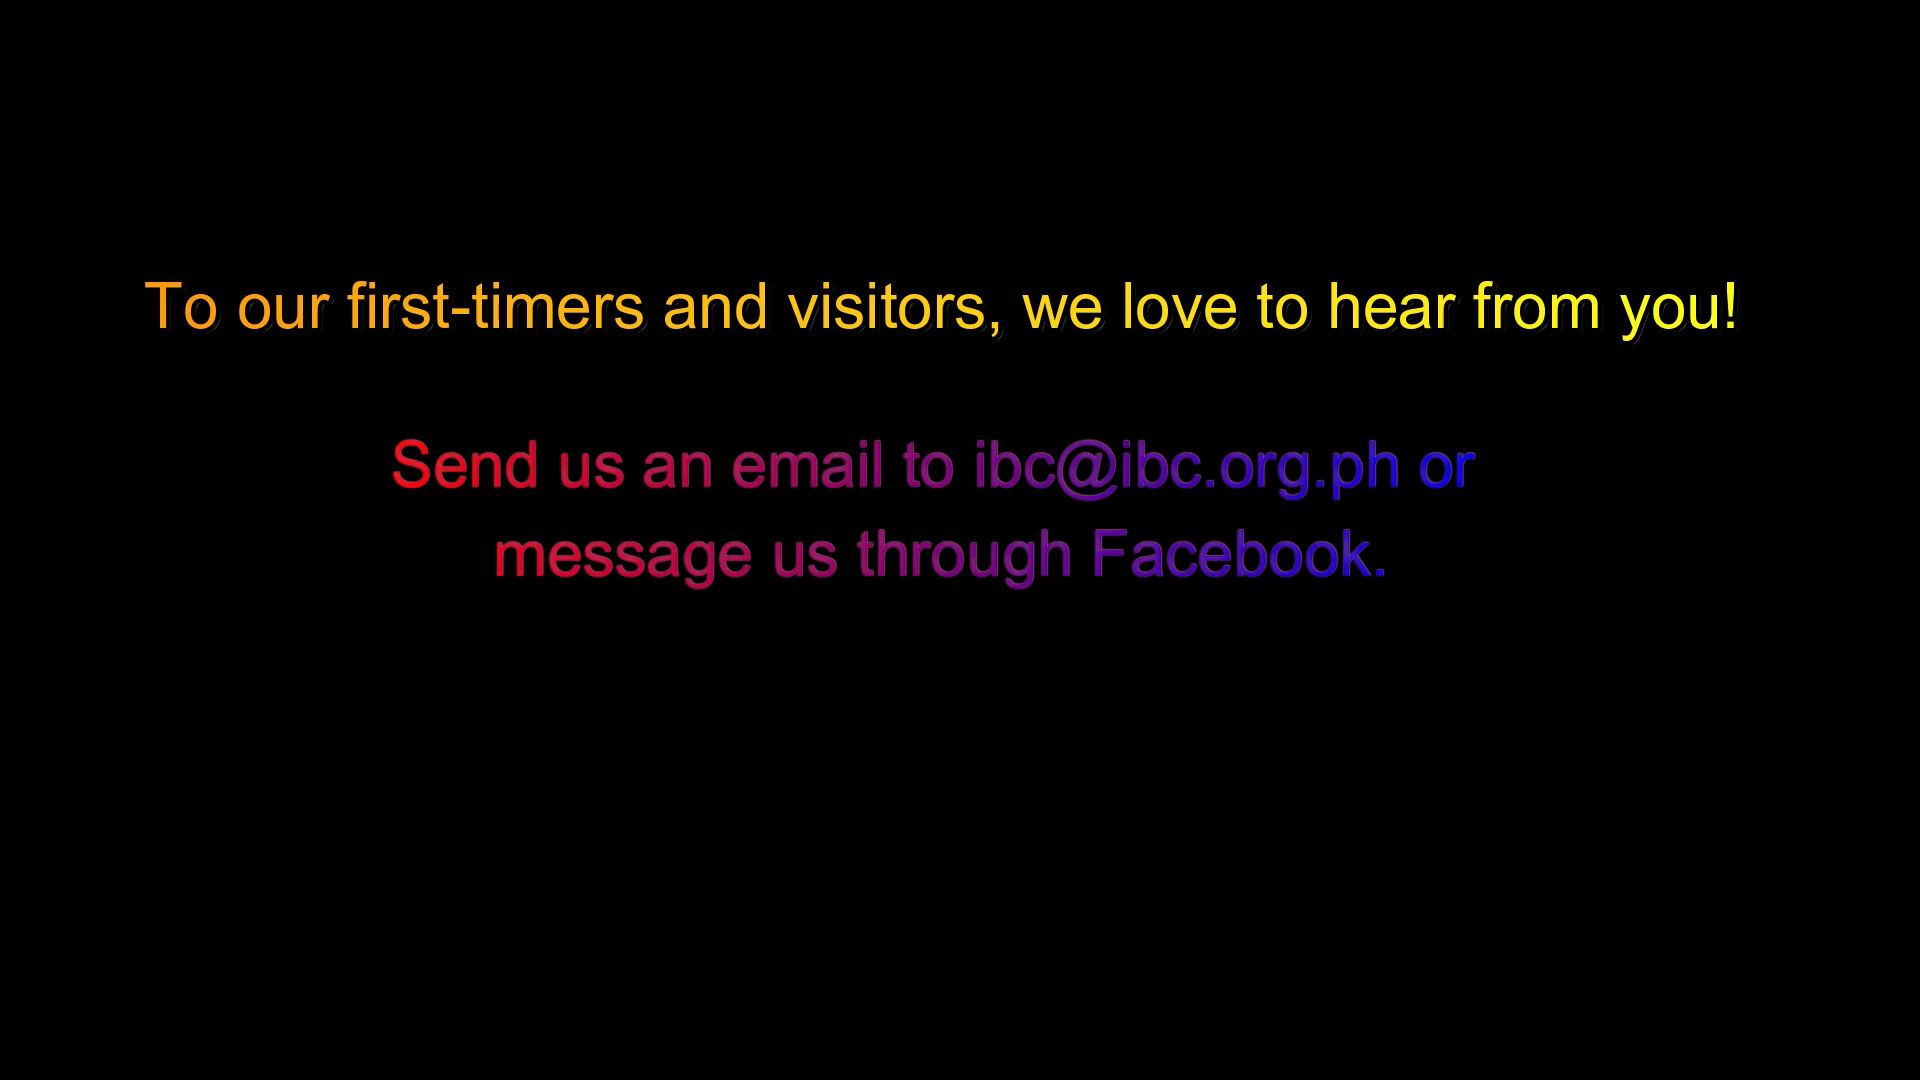 To our first-timers and visitors, we love to hear from you!
Send us an email to ibc@ibc.org.ph or
message us through Facebook.